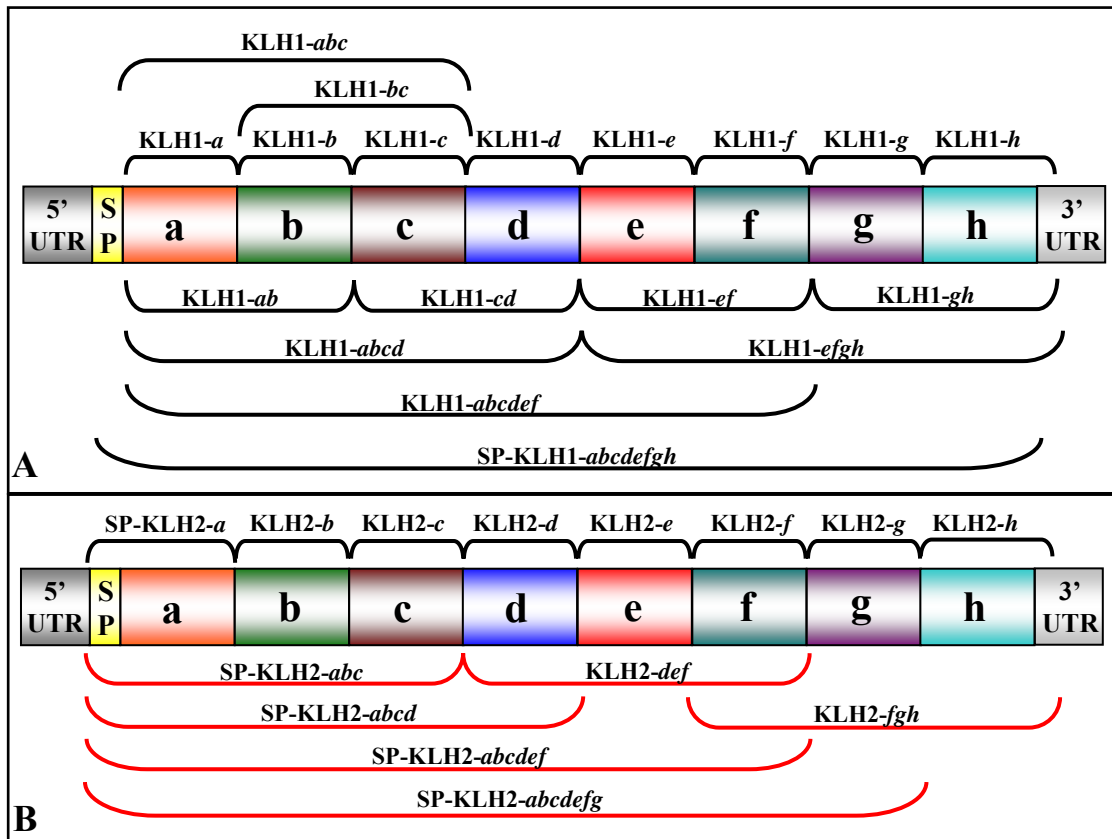 KLH1-abc
KLH1-bc
KLH1-a KLH1-b KLH1-c KLH1-d KLH1-e KLH1-f KLH1-g KLH1-h
5’ UTR SP a b c d e f g h 3’ UTR
KLH1-ab KLH1-cd KLH1-ef KLH1-gh
KLH1-abcd KLH1-efgh
KLH1-abcdef
SP-KLH1-abcdefgh
A
SP-KLH2-a KLH2-b KLH2-c KLH2-d KLH2-e KLH2-f KLH2-g KLH2-h
5’ UTR SP a b c d e f g h 3’ UTR
SP-KLH2-abc KLH2-def
SP-KLH2-abcd KLH2-fgh
SP-KLH2-abcdef
SP-KLH2-abcdefg
B